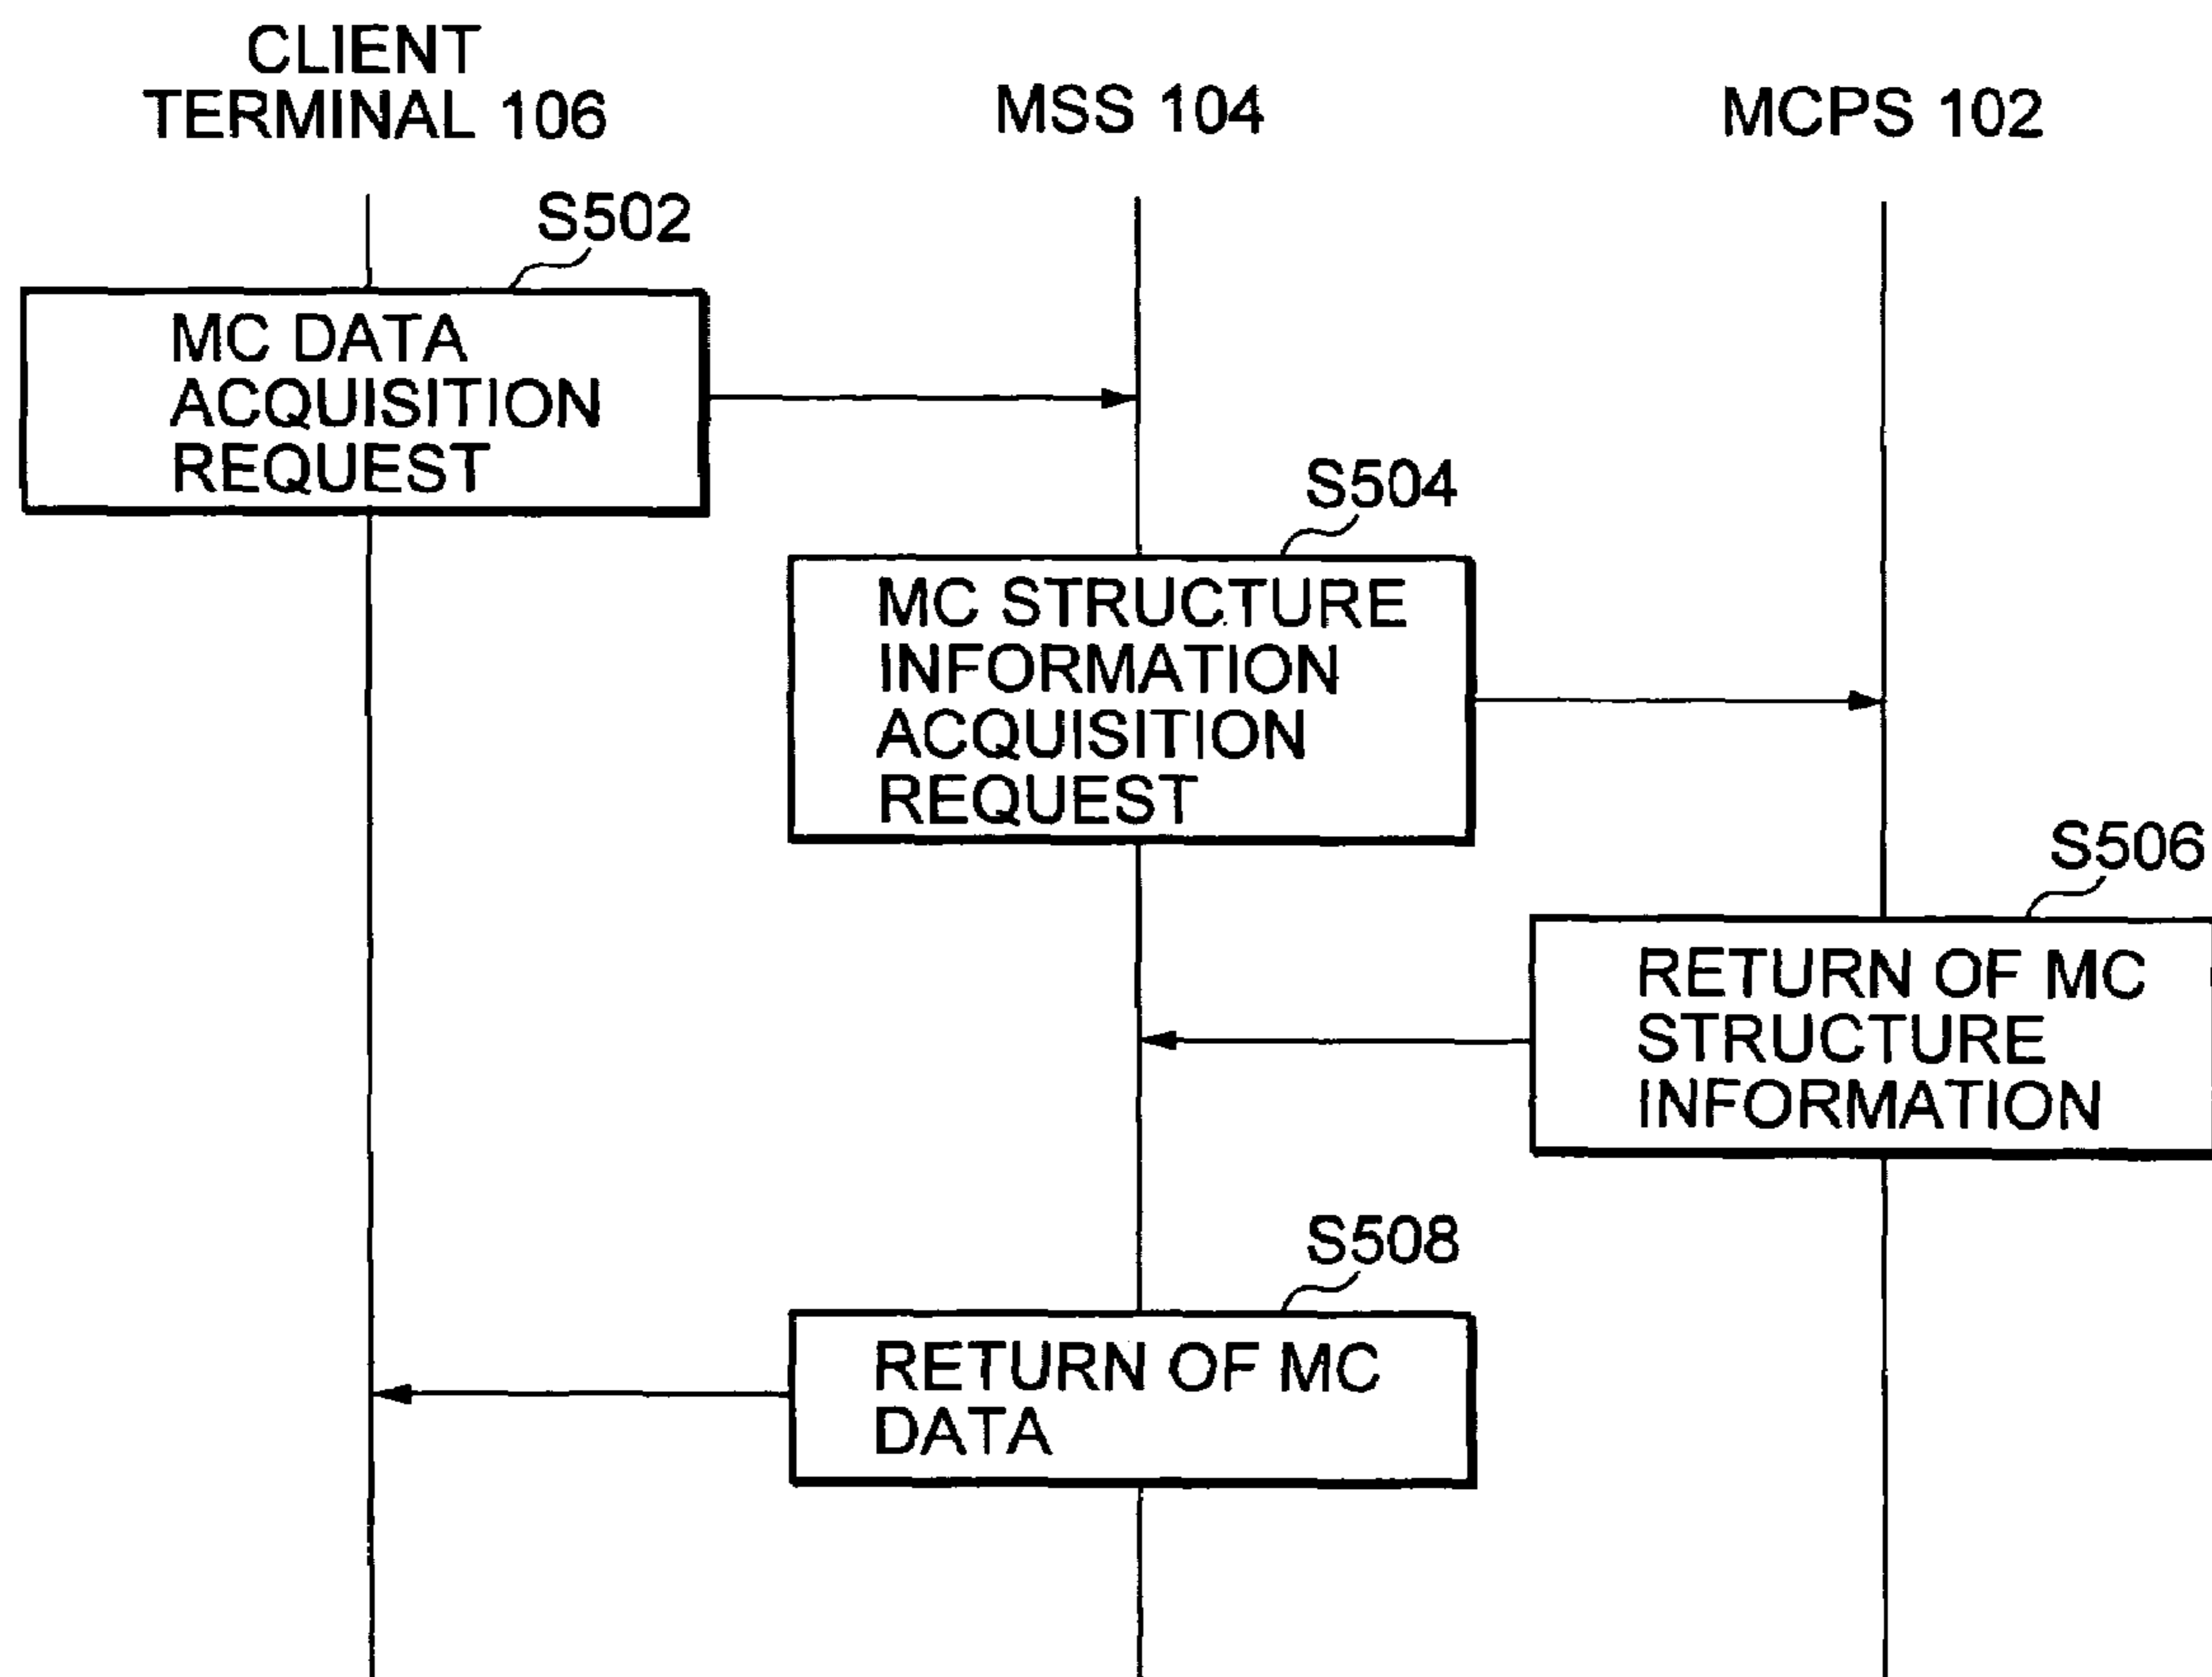 CLIENT
TERMINAL 106
MSS 104
MCPS 102
S502
MC DATA
ACQUISITION
REQUEST
S504
MC STRUCTURE
INFORMATION
ACQUISITION
REQUEST
S506
RETURN OF MC
STRUCTURE
INFORMATION
S508
RETURN OF MC
DATA